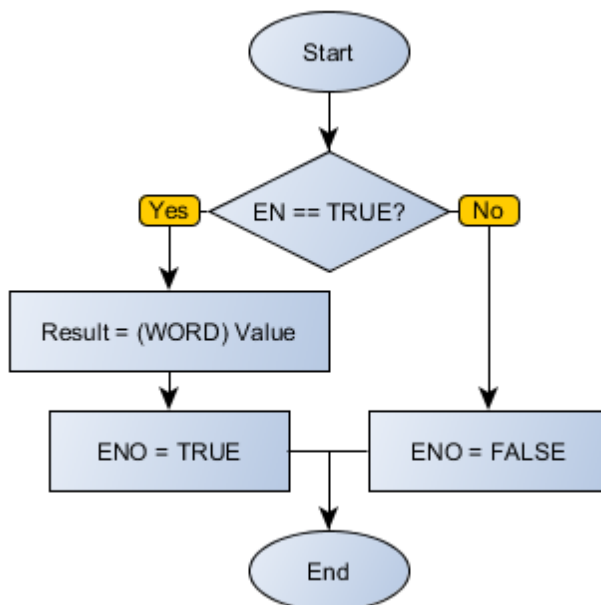 Start
EN == TRUE?
Yes
No
Result = (WORD) Value
ENO = TRUE
ENO = FALSE
End